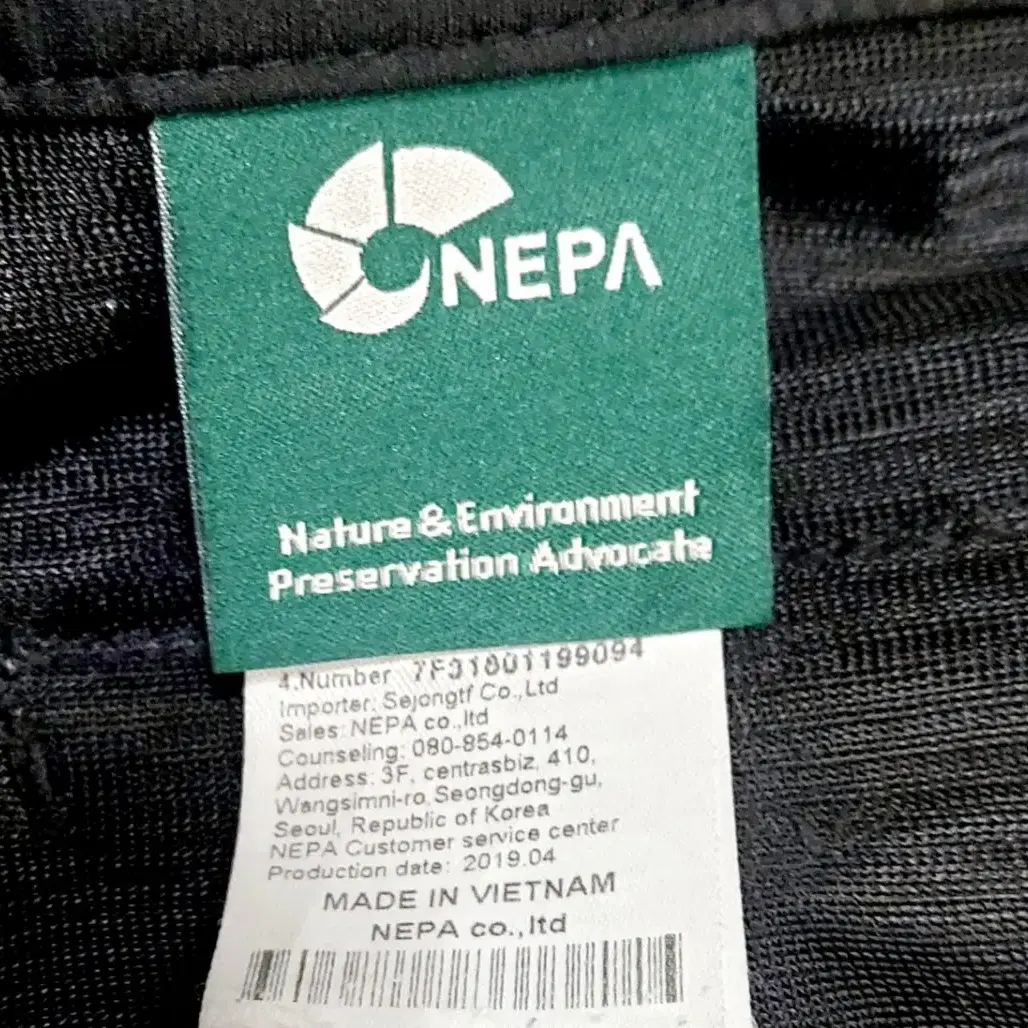 NEPA
Nature & Environment
Preservation Advocate
4.Number 7F31801199094
Importer: Sejongtf Co.,Ltd
Sales: NEPA co.,ltd
Counseling: 080-854-0114
Address: 3F, centrasbiz, 410,
Wangsimni-ro, Seongdong-gu,
Seoul, Republic of Korea
NEPA Customer service center
Production date: 2019.04
MADE IN VIETNAM
NEPA co.,ltd